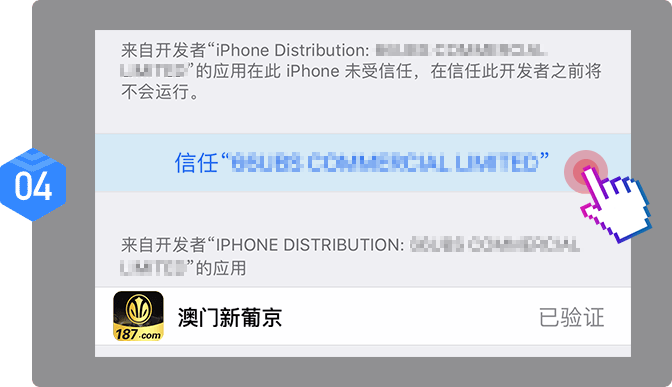 来自开发者“iPhone Distribution:
”的应用在此 iPhone 未受信任，在信任此开发者之前将
不会运行。
04
信任“ COMMERCIAL LIMITED”
来自开发者“IPHONE DISTRIBUTION:
”的应用
187.com
澳门新葡京
已验证